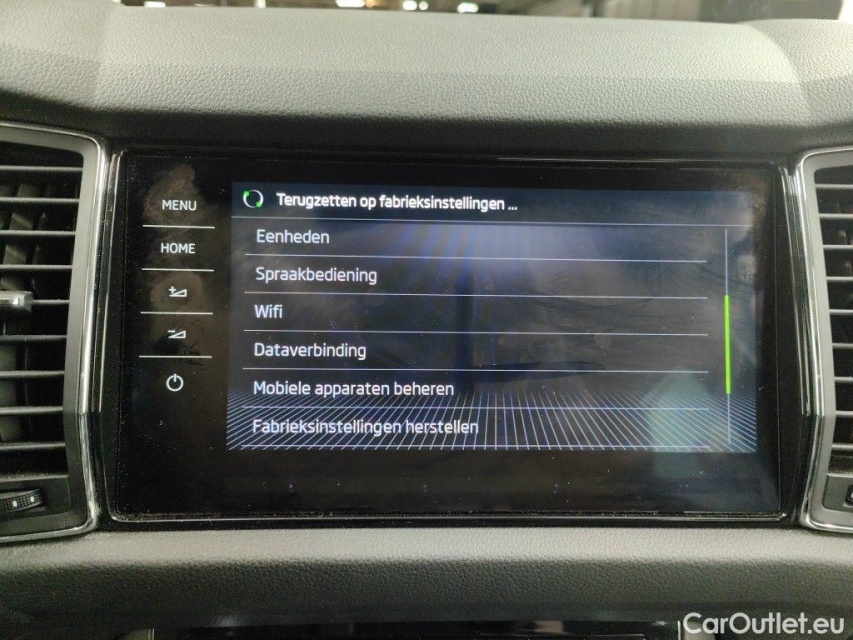 Terugzetten op fabrieksinstellingen ...
MENU
HOME
Eenheden
Spraakbediening
Wifi
Dataverbinding
Mobiele apparaten beheren
Fabrieksinstellingen herstellen
CarOutlet.eu